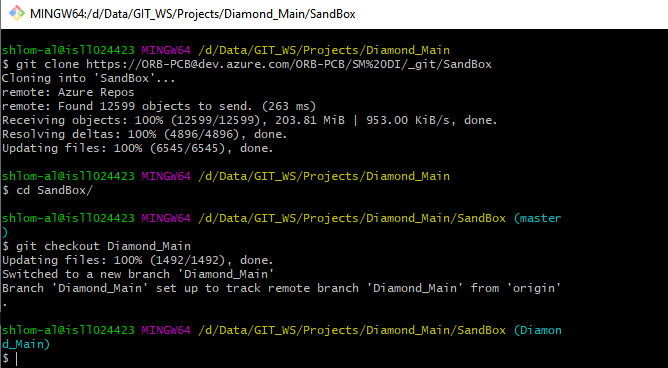 MINGW64:/d/Data/GIT_WS/Projects/Diamond_Main/SandBox
shlom-al@isll024423 MINGW64 /d/Data/GIT_WS/Projects/Diamond_Main
$ git clone https://ORB-PCB@dev.azure.com/ORB-PCB/SM%20DI/_git/SandBox
Cloning into 'SandBox'...
remote: Azure Repos
remote: Found 12599 objects to send. (263 ms)
Receiving objects: 100% (12599/12599), 203.81 MiB | 953.00 KiB/s, done.
Resolving deltas: 100% (4896/4896), done.
Updating files: 100% (6545/6545), done.
shlom-al@isll024423 MINGW64 /d/Data/GIT_WS/Projects/Diamond_Main
$ cd SandBox/
shlom-al@isll024423 MINGW64 /d/Data/GIT_WS/Projects/Diamond_Main/SandBox (master
)
$ git checkout Diamond_Main
Updating files: 100% (1492/1492), done.
Switched to a new branch 'Diamond_Main'
Branch 'Diamond_Main' set up to track remote branch 'Diamond_Main' from 'origin'
.
shlom-al@isll024423 MINGW64 /d/Data/GIT_WS/Projects/Diamond_Main/SandBox (Diamon
d_Main)
$